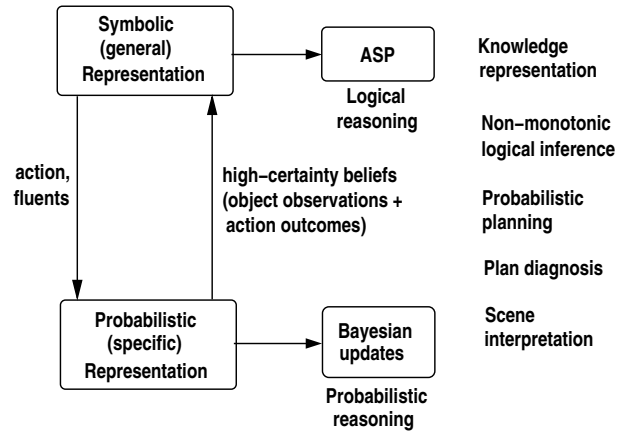 Symbolic
(general)
Representation
ASP
Logical
reasoning
action,
fluents
high–certainty beliefs
(object observations +
action outcomes)
Probabilistic
(specific)
Representation
Bayesian
updates
Probabilistic
reasoning
Knowledge
representation
Non–monotonic
logical inference
Probabilistic
planning
Plan diagnosis
Scene
interpretation